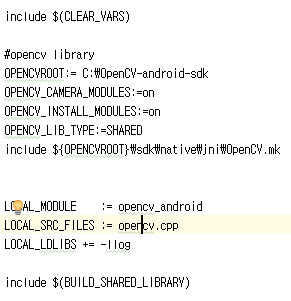 include $(CLEAR_VARS)
#opencv library
OPENCVROOT:= C:₩OpenCV-android-sdk
OPENCV_CAMERA_MODULES:=on
OPENCV_INSTALL_MODULES:=on
OPENCV_LIB_TYPE:=SHARED
include ${OPENCVROOT}₩sdk₩native₩jni₩OpenCV.mk
LOCAL_MODULE    := opencv_android
LOCAL_SRC_FILES := opencv.cpp
LOCAL_LDLIBS += -llog
include $(BUILD_SHARED_LIBRARY)